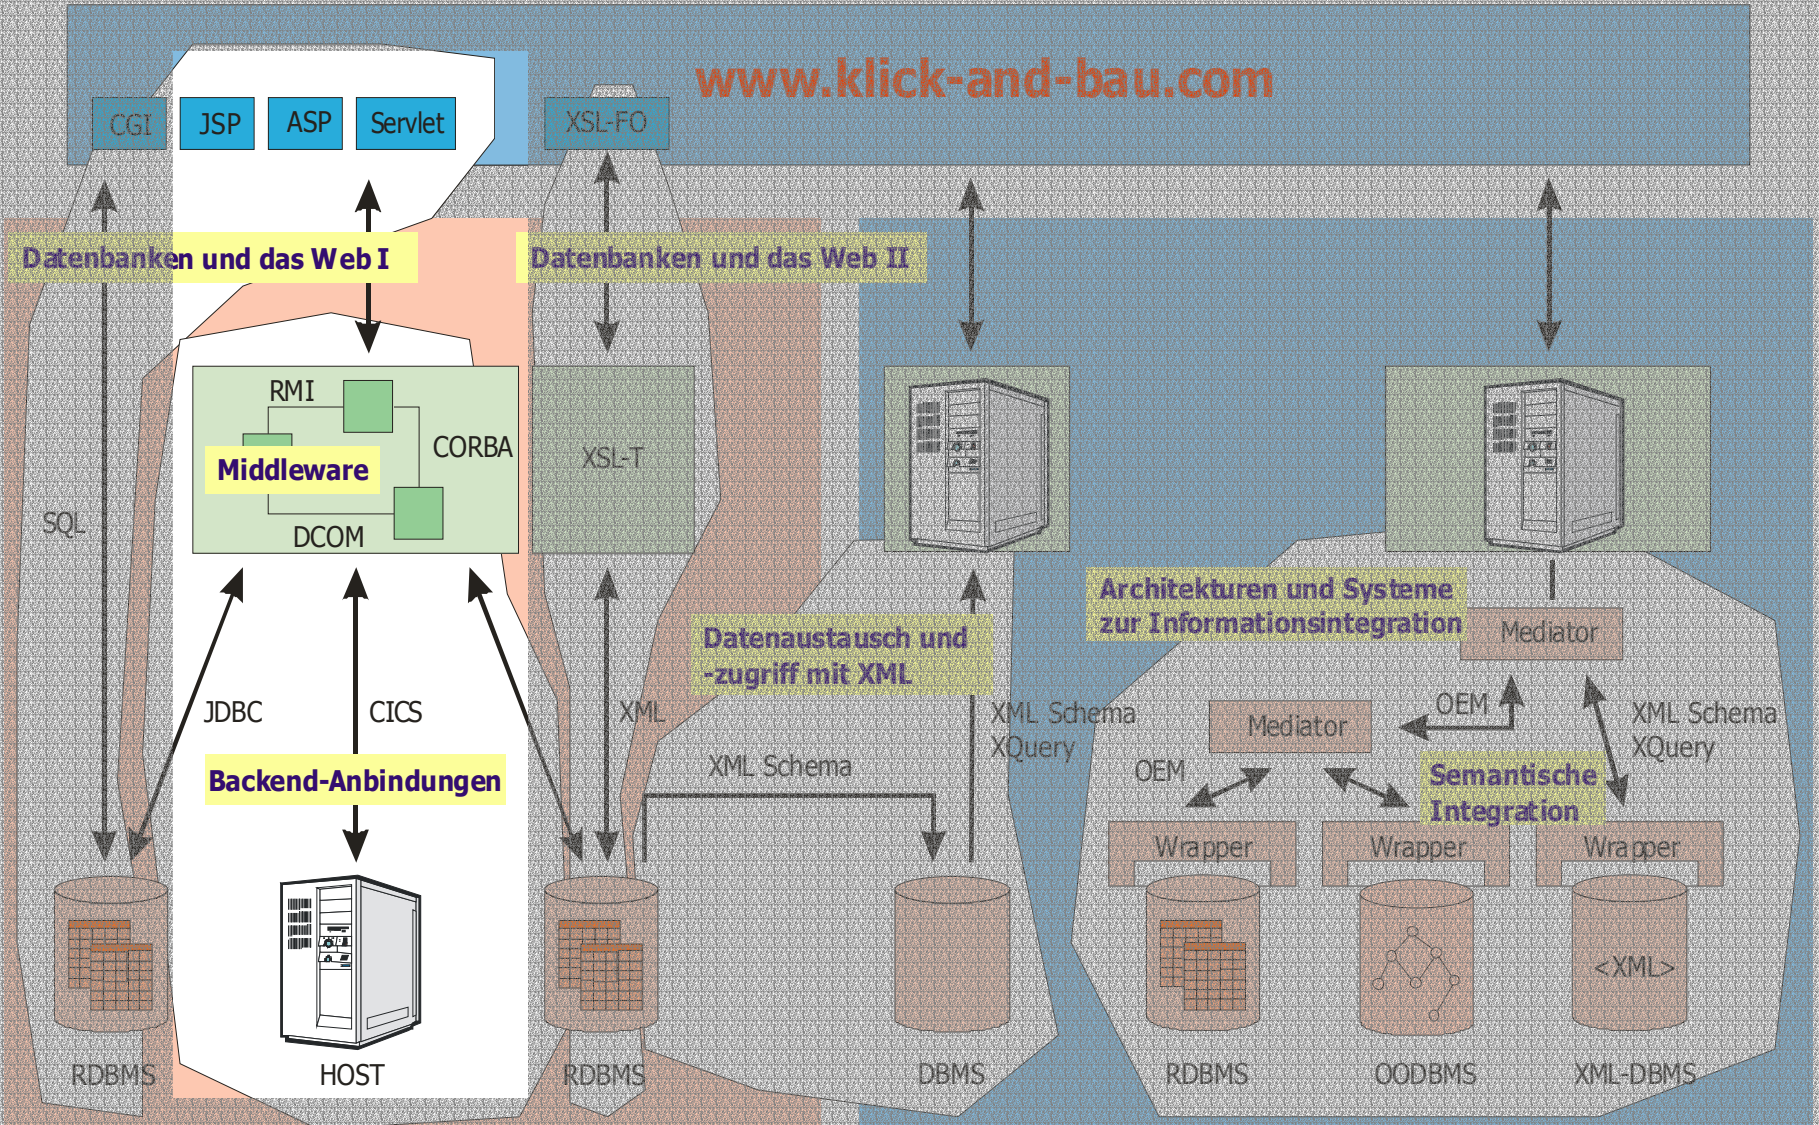 www.klick-and-bau.com
CGI
JSP
ASP
Servlet
XSL-FO
Datenbanken und das Web I
Datenbanken und das Web II
RMI
CORBA
Middleware
DCOM
XSL-T
SQL
Architekturen und Systeme
zur Informationsintegration
Mediator
Datenaustausch und
-zugriff mit XML
JDBC
CICS
XML
XML Schema
XQuery
OEM
Mediator
XML Schema
XQuery
Backend-Anbindungen
XML Schema
OEM
Semantische
Integration
Wrapper
Wrapper
Wrapper
<XML>
RDBMS
HOST
RDBMS
DBMS
RDBMS
OODBMS
XML-DBMS